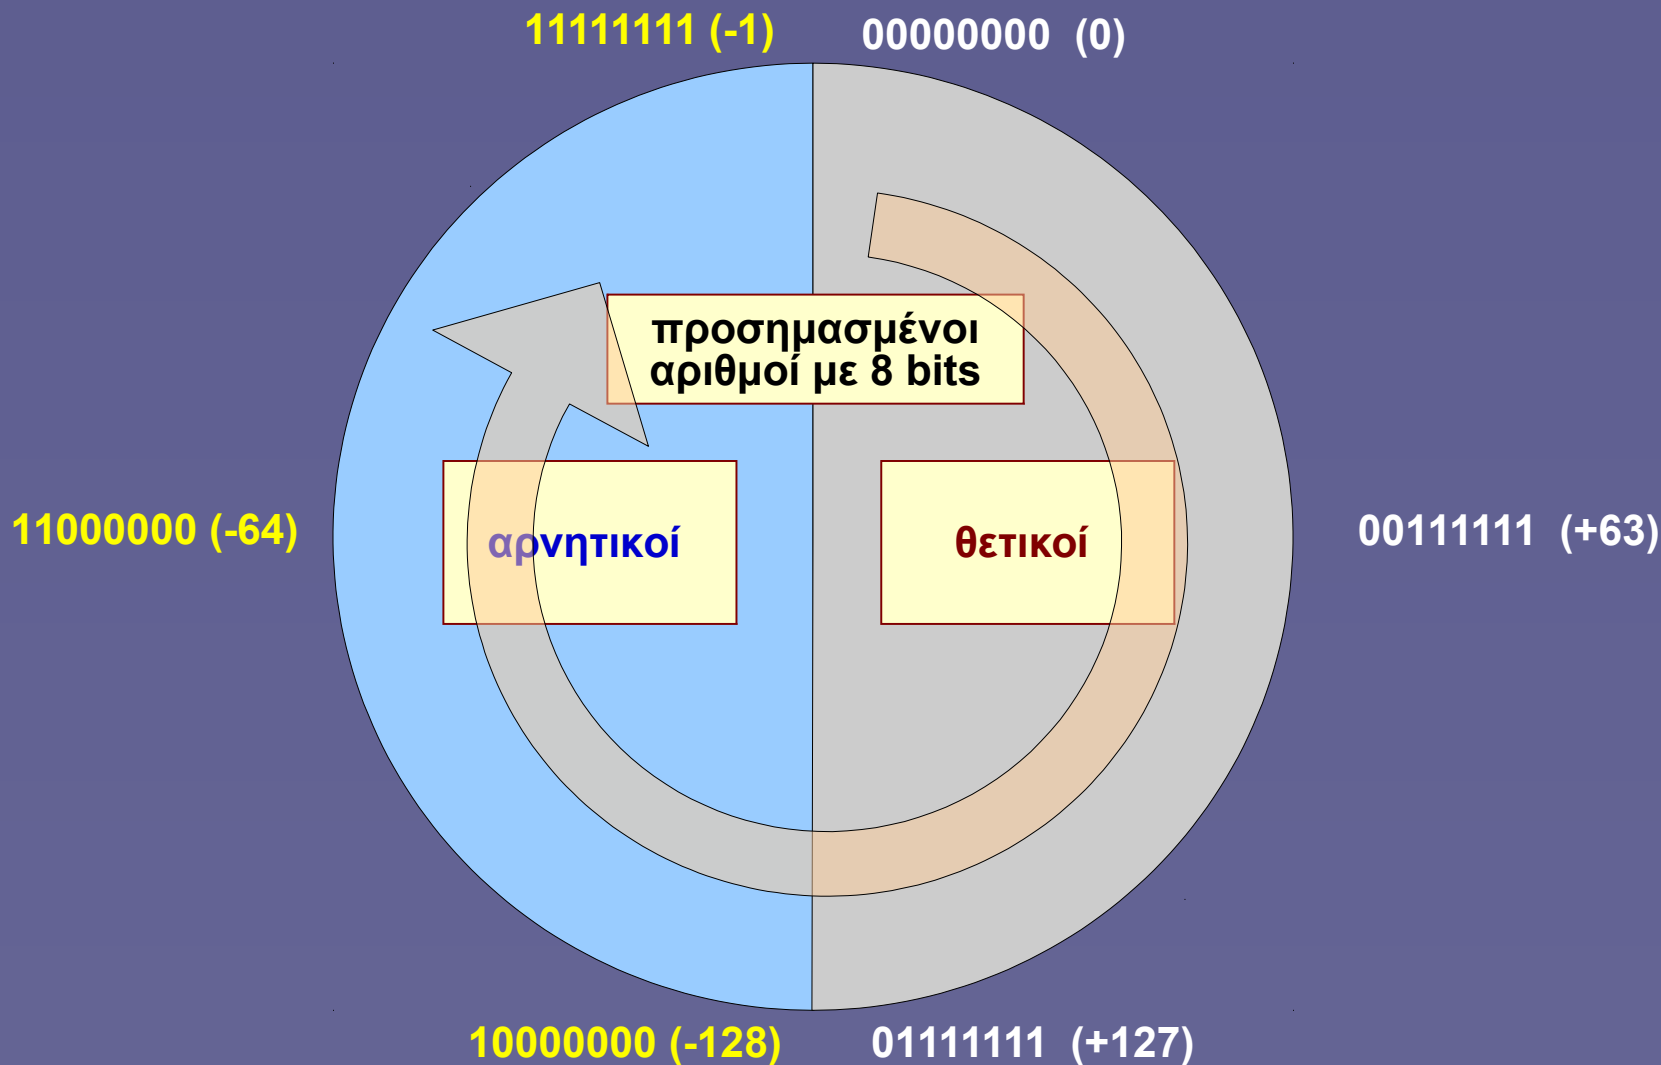 11111111 (-1)
00000000 (0)
προσημασμένοι
αριθμοί με 8 bits
11000000 (-64)
αρνητικοί
θετικοί
00111111 (+63)
10000000 (-128)
01111111 (+127)